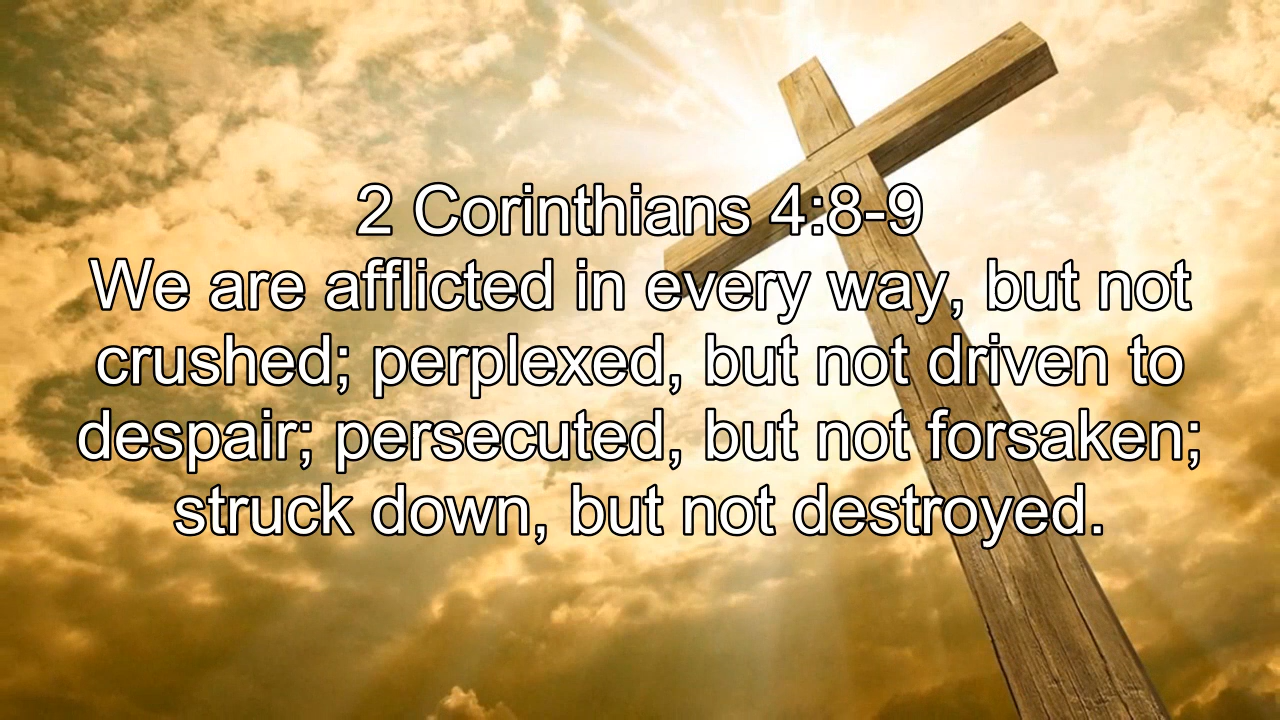 2 Corinthians 4:8-9
We are afflicted in every way, but not
crushed; perplexed, but not driven to
despair; persecuted, but not forsaken;
struck down, but not destroyed.